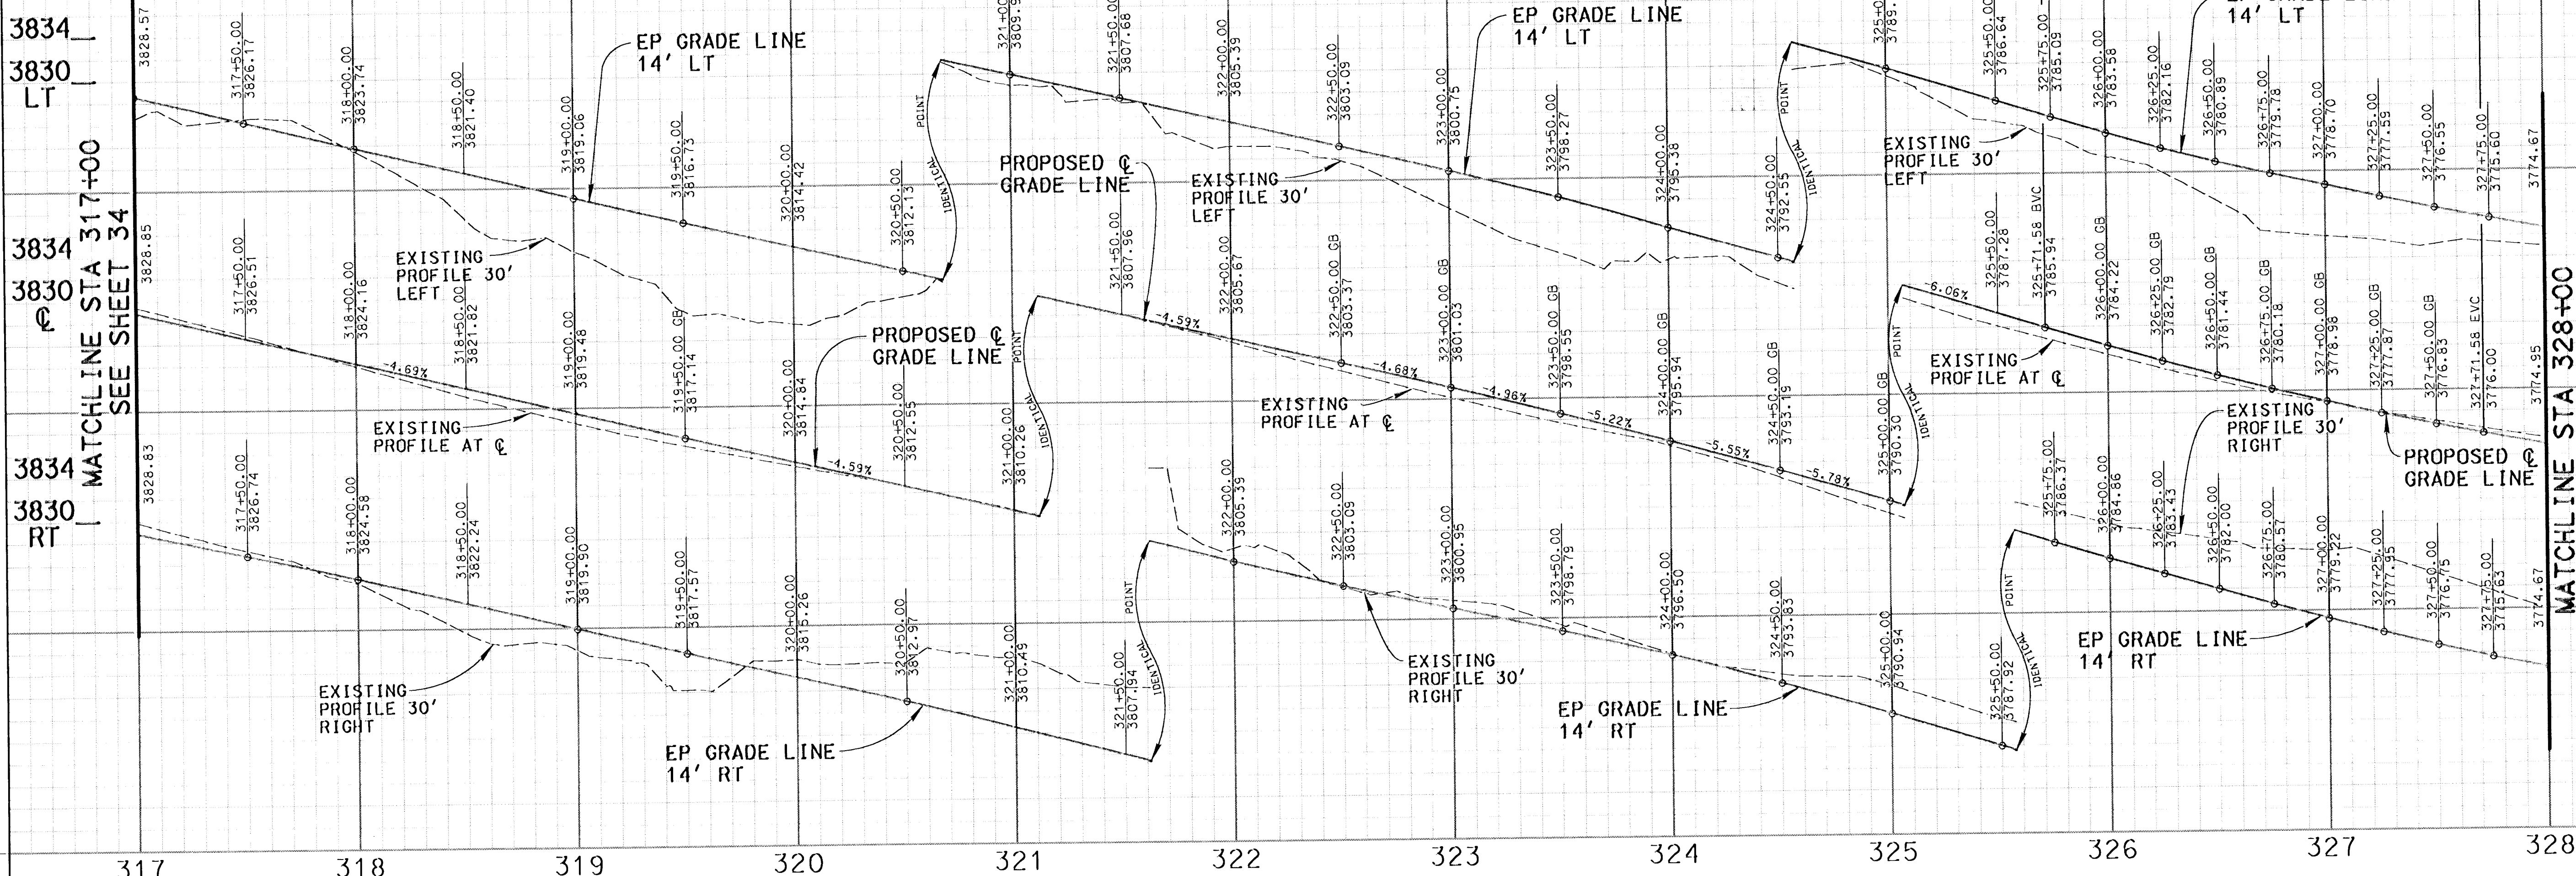 3834
3830
LT
3834
3830
℄
3834
3830
RT
MATCHLINE STA 317+00
SEE SHEET 34
3828.57
317+50.00
3826.17
318+00.00
3823.74
318+50.00
3821.40
319+00.00
3819.06
319+50.00
3816.73
320+00.00
3814.42
320+50.00
3812.13
EP GRADE LINE
14' LT
POINT
IDENTICAL
321+50.00
3807.68
322+00.00
3805.39
322+50.00
3803.09
323+00.00
3800.75
323+50.00
3798.27
324+00.00
3795.38
324+50.00
3792.55
EP GRADE LINE
14' LT
POINT
IDENTICAL
325+50.00
3786.64
325+75.00
3785.09
326+00.00
3783.58
326+25.00
3782.16
326+50.00
3780.89
326+75.00
3779.78
327+00.00
3778.70
327+25.00
3777.59
327+50.00
3776.55
327+75.00
3775.60
3774.67
14' LT
EXISTING
PROFILE 30'
LEFT
EXISTING
PROFILE 30'
LEFT
EXISTING
PROFILE 30'
LEFT
3828.85
317+50.00
3826.51
318+00.00
3824.16
318+50.00
3821.82
319+00.00
3819.48
319+50.00 GB
3817.14
320+00.00
3814.84
320+50.00
3812.55
321+00.00
3810.26
-4.69%
-4.59%
EXISTING
PROFILE AT ℄
PROPOSED ℄
GRADE LINE
POINT
IDENTICAL
PROPOSED ℄
GRADE LINE
321+50.00
3807.96
322+00.00
3805.67
322+50.00 GB
3803.37
323+00.00 GB
3801.03
323+50.00 GB
3798.55
324+00.00 GB
3795.94
324+50.00 GB
3793.19
325+00.00 GB
3790.30
-4.59%
-4.68%
-4.96%
-5.22%
-5.55%
-5.78%
EXISTING
PROFILE AT ℄
POINT
IDENTICAL
-6.06%
325+50.00
3787.28
325+71.58 BVC
3785.94
326+00.00 GB
3784.22
326+25.00 GB
3782.79
326+50.00 GB
3781.44
326+75.00 GB
3780.18
327+00.00 GB
3778.98
327+25.00 GB
3777.87
327+50.00 GB
3776.83
327+71.58 EVC
3776.00
3774.95
EXISTING
PROFILE AT ℄
PROPOSED ℄
GRADE LINE
3828.83
317+50.00
3826.74
318+00.00
3824.58
318+50.00
3822.24
319+00.00
3819.90
319+50.00
3817.57
320+00.00
3815.26
320+50.00
3812.97
321+00.00
3810.49
321+50.00
3807.94
EXISTING
PROFILE 30'
RIGHT
EP GRADE LINE
14' RT
POINT
IDENTICAL
322+00.00
3805.39
322+50.00
3803.09
323+00.00
3800.95
323+50.00
3798.79
324+00.00
3796.50
324+50.00
3793.83
325+00.00
3790.94
325+50.00
3787.92
EXISTING
PROFILE 30'
RIGHT
EP GRADE LINE
14' RT
POINT
IDENTICAL
325+75.00
3786.37
326+00.00
3784.86
326+25.00
3783.43
326+50.00
3782.00
326+75.00
3780.57
327+00.00
3779.22
327+25.00
3777.95
327+50.00
3776.75
327+75.00
3775.63
3774.67
EXISTING
PROFILE 30'
RIGHT
EP GRADE LINE
14' RT
MATCHLINE STA 328+00
317
318
319
320
321
322
323
324
325
326
327
328